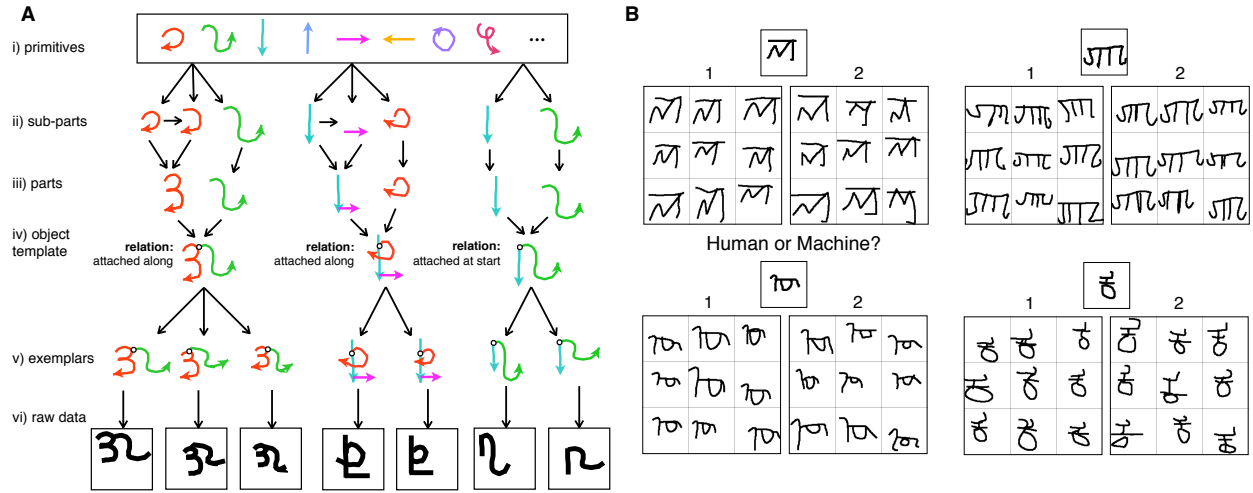 A
i) primitives
...
ii) sub-parts
iii) parts
iv) object
template
relation:
attached along
relation:
attached along
relation:
attached at start
v) exemplars
vi) raw data
B
1
2
1
2
Human or Machine?
1
2
1
2